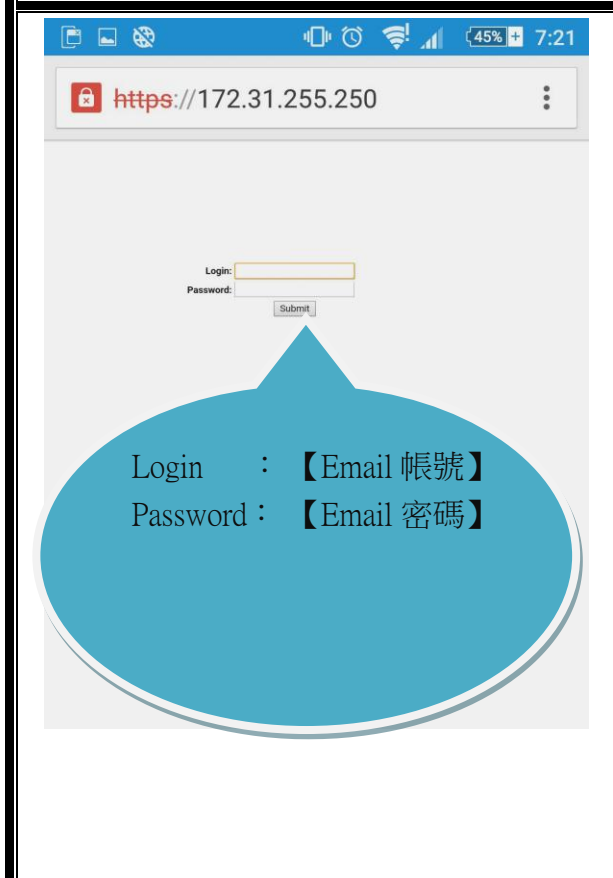 45% 7:21
https://172.31.255.250
Login:
Password:
Submit
Login ：【Email 帳號】
Password：【Email 密碼】